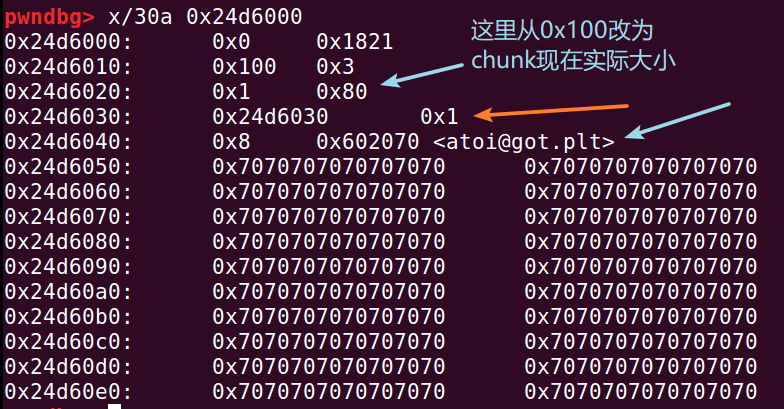 pwndbg> x/30a 0x24d6000
0x24d6000: 0x0 0x1821
这里从0x100改为
0x24d6010: 0x100 0x3
chunk现在实际大小
0x24d6020: 0x1 0x80
0x24d6030: 0x24d6030 0x1
0x24d6040: 0x8 0x602070 <atoi@got.plt>
0x24d6050: 0x7070707070707070 0x7070707070707070
0x24d6060: 0x7070707070707070 0x7070707070707070
0x24d6070: 0x7070707070707070 0x7070707070707070
0x24d6080: 0x7070707070707070 0x7070707070707070
0x24d6090: 0x7070707070707070 0x7070707070707070
0x24d60a0: 0x7070707070707070 0x7070707070707070
0x24d60b0: 0x7070707070707070 0x7070707070707070
0x24d60c0: 0x7070707070707070 0x7070707070707070
0x24d60d0: 0x7070707070707070 0x7070707070707070
0x24d60e0: 0x7070707070707070 0x7070707070707070